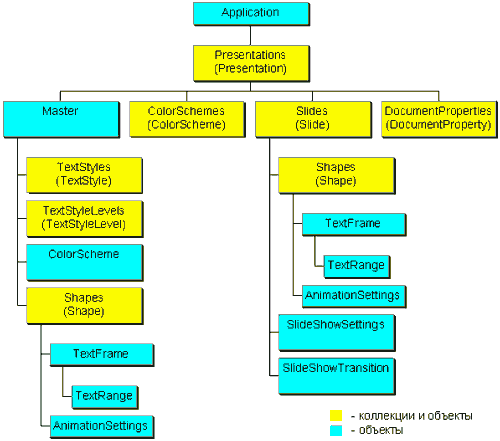 Application
Presentations
(Presentation)
Master
ColorSchemes
(ColorScheme)
Slides
(Slide)
DocumentProperties
(DocumentProperty)
TextStyles
(TextStyle)
TextStyleLevels
(TextStyleLevel)
ColorScheme
Shapes
(Shape)
TextFrame
TextRange
AnimationSettings
Shapes
(Shape)
TextFrame
TextRange
AnimationSettings
SlideShowSettings
SlideShowTransition
- коллекции и объекты
- объекты